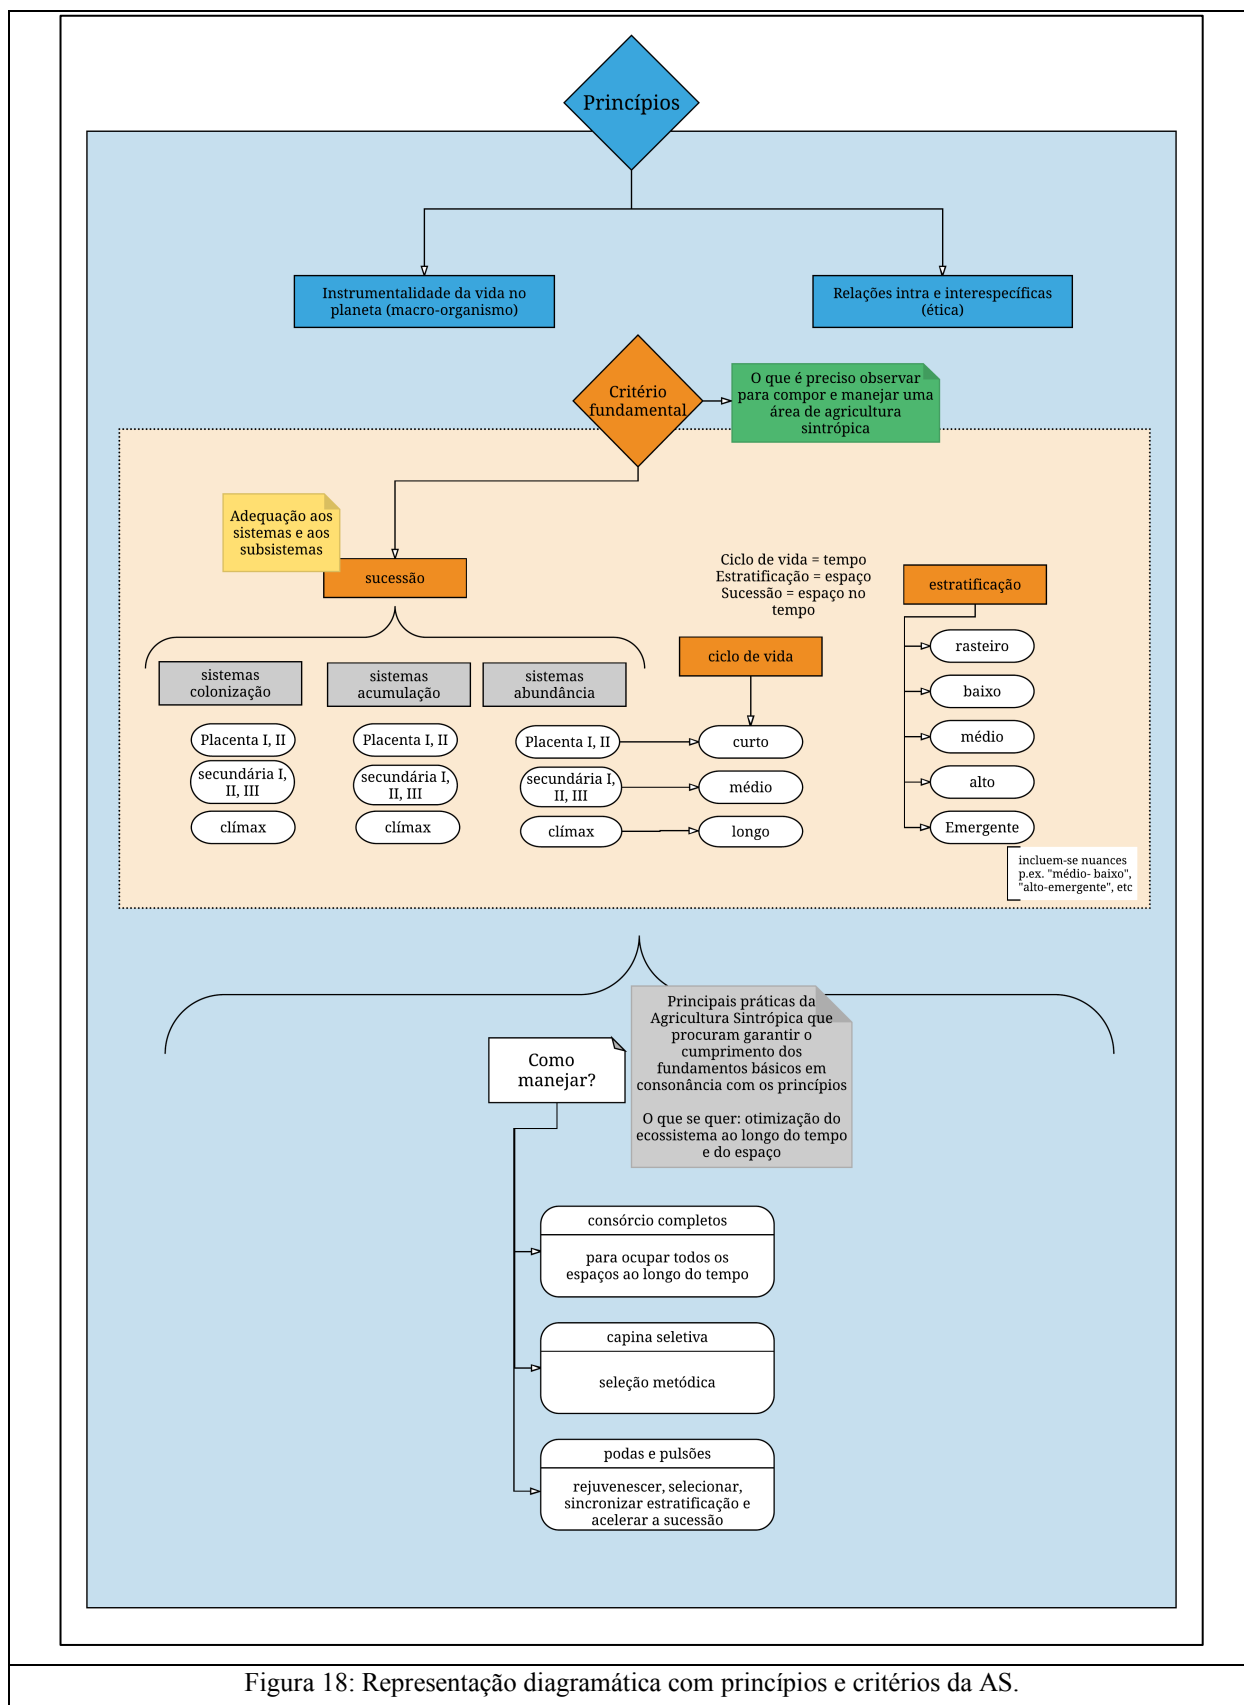 Princípios
Instrumentalidade da vida no
planeta (macro-organismo)
Relações intra e interespecíficas
(ética)
Critério
fundamental
O que é preciso observar
para compor e manejar uma
área de agricultura
sintrópica
Adequação aos
sistemas e aos
subsistemas
sucessão
Ciclo de vida = tempo
Estratificação = espaço
Sucessão = espaço no
tempo
estratificação
ciclo de vida
sistemas
colonização
sistemas
acumulação
sistemas
abundância
Placenta I, II
secundária I,
II, III
clímax
Placenta I, II
secundária I,
II, III
clímax
Placenta I, II
secundária I,
II, III
clímax
curto
médio
longo
rasteiro
baixo
médio
alto
Emergente
incluem-se nuances
p.ex. "médio- baixo",
"alto-emergente", etc
Como
manejar?
Principais práticas da
Agricultura Sintrópica que
procuram garantir o
cumprimento dos
fundamentos básicos em
consonância com os princípios
O que se quer: otimização do
ecossistema ao longo do tempo
e do espaço
consórcio completos
para ocupar todos os
espaços ao longo do tempo
capina seletiva
seleção metódica
podas e pulsões
rejuvenescer, selecionar,
sincronizar estratificação e
acelerar a sucessão
Figura 18: Representação diagramática com princípios e critérios da AS.